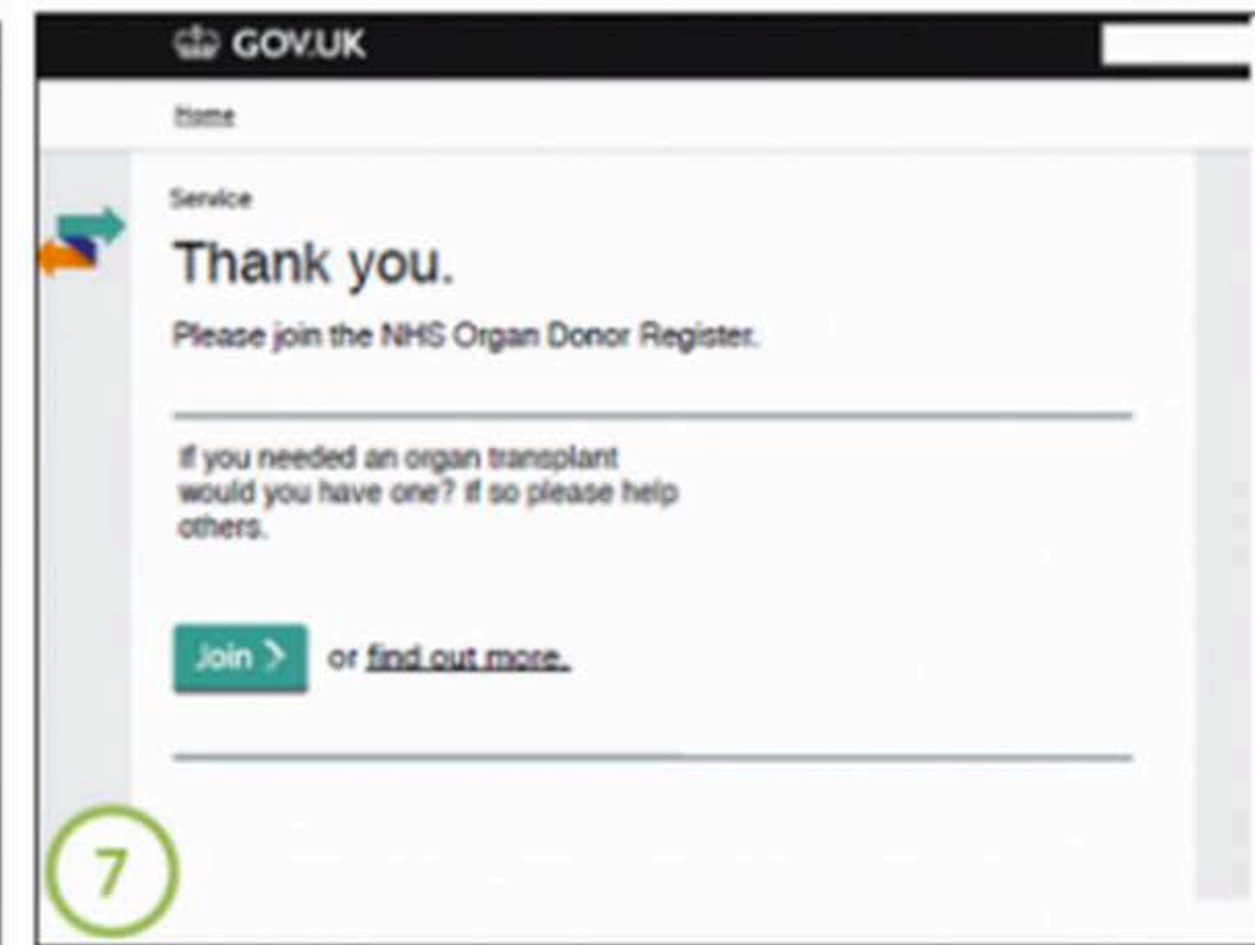 GOV.UK
Home
Service
Thank you.
Please join the NHS Organ Donor Register.
If you needed an organ transplant
would you have one? If so please help
others.
Join > or find out more.
7